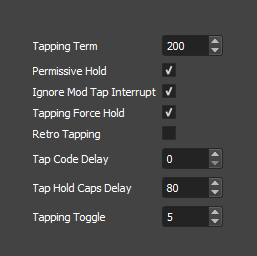 Tapping Term 200
Permissive Hold
Ignore Mod Tap Interrupt
Tapping Force Hold
Retro Tapping
Tap Code Delay 0
Tap Hold Caps Delay 80
Tapping Toggle 5